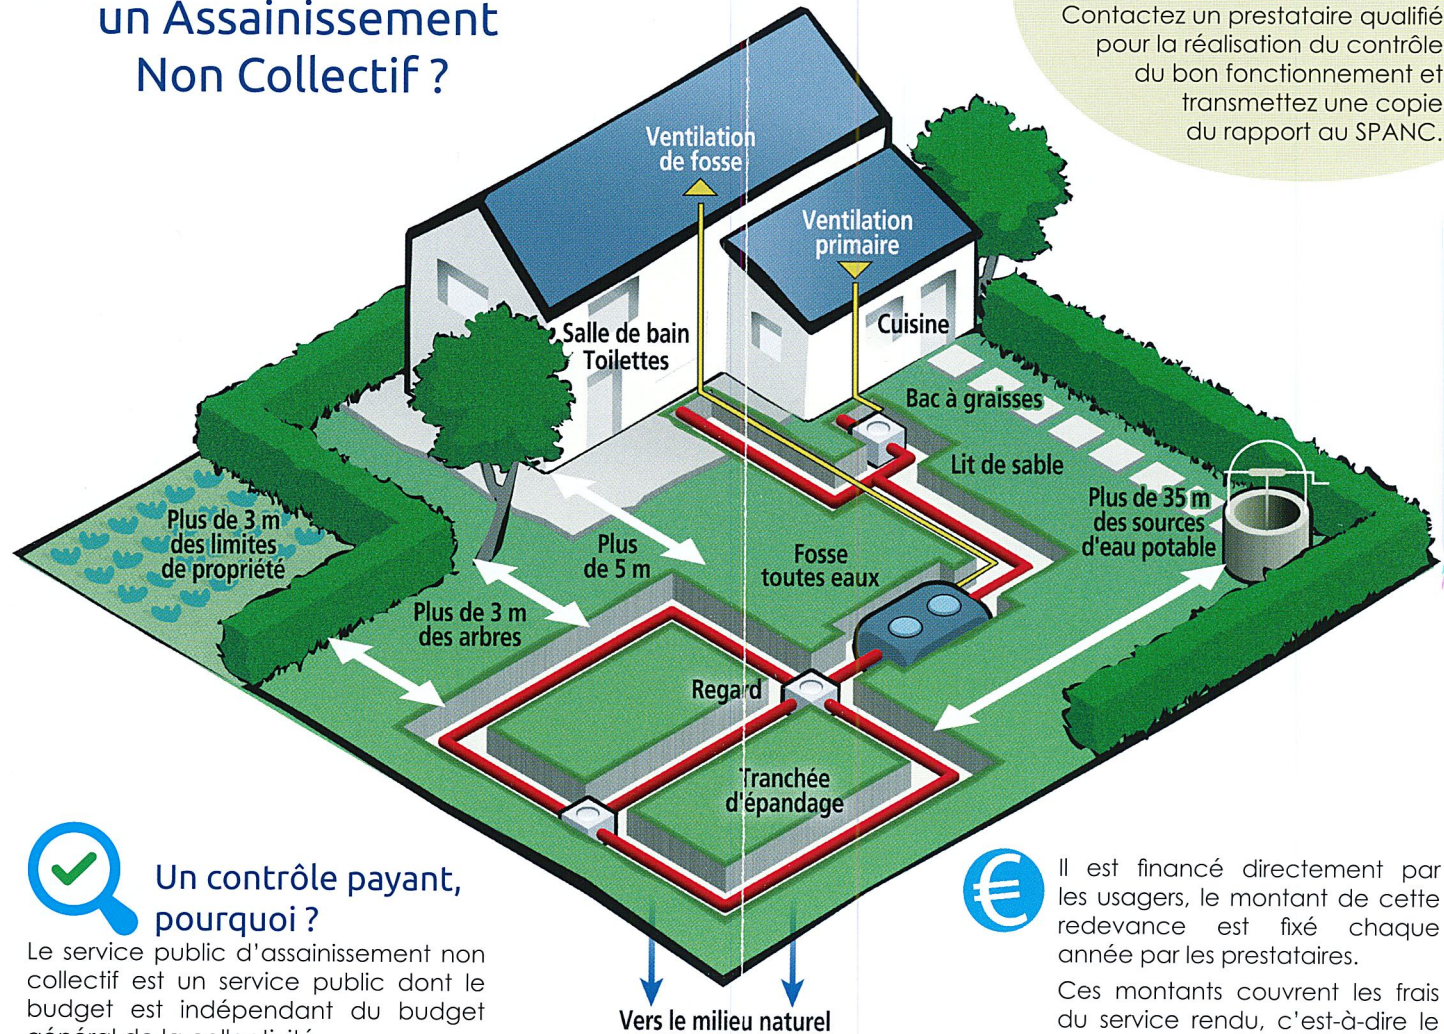 un Assainissement
Non Collectif ?
Contactez un prestataire qualifié
pour la réalisation du contrôle
du bon fonctionnement et
transmettez une copie
du rapport au SPANC.
Ventilation
de fosse
Ventilation
primaire
Salle de bain
Toilettes
Cuisine
Bac à graisses
Lit de sable
Plus de 35 m
des sources
d'eau potable
Plus de 3 m
des limites
de propriété
Plus
de 5 m
Fosse
toutes eaux
Plus de 3 m
des arbres
Regard
Tranchée
d'épandage
Vers le milieu naturel
Un contrôle payant,
pourquoi ?
Le service public d'assainissement non
collectif est un service public dont le
budget est indépendant du budget
général de la collectivité
€
Il est financé directement par
les usagers, le montant de cette
redevance est fixé chaque
année par les prestataires.
Ces montants couvrent les frais
du service rendu, c'est-à-dire le